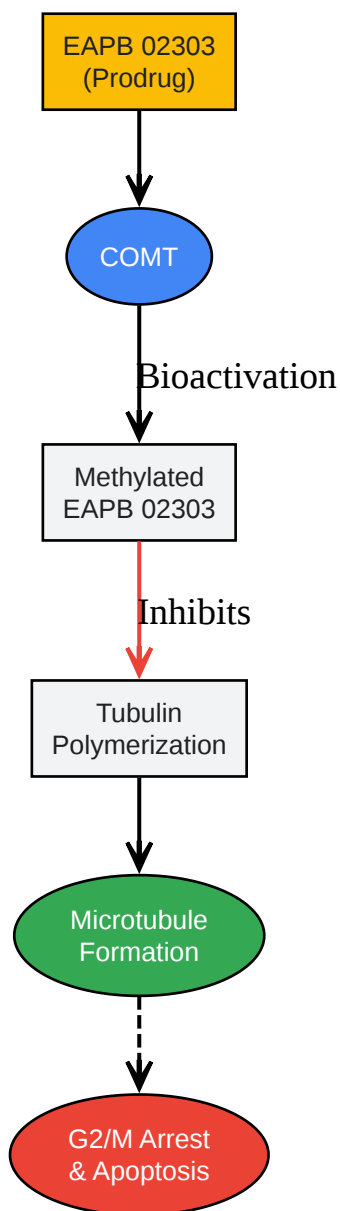 EAPB 02303
(Prodrug)
COMT
Bioactivation
Methylated
EAPB 02303
Inhibits
Tubulin
Polymerization
Microtubule
Formation
G2/M Arrest
& Apoptosis